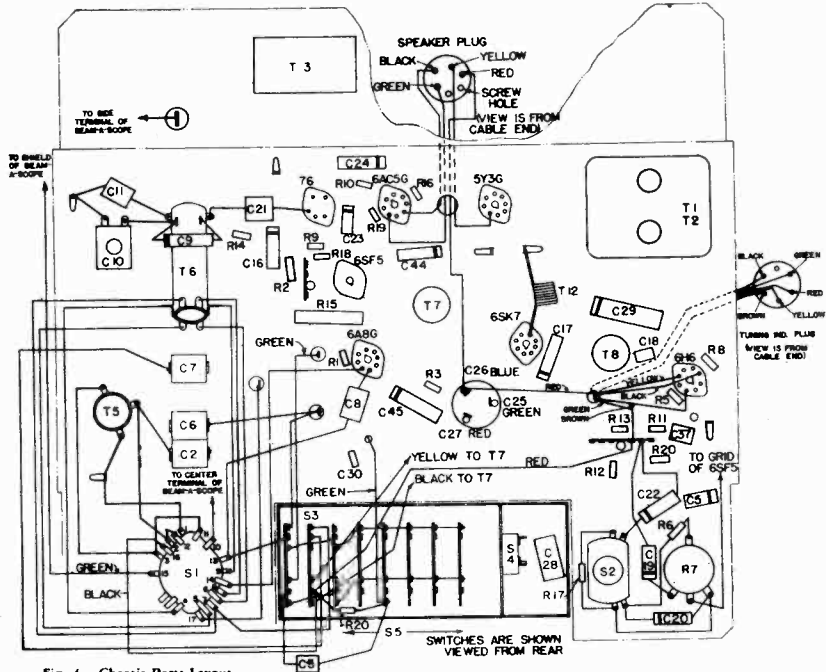 SPEAKER PLUG
BLACK
YELLOW
RED
GREEN
SCREW
HOLE
(VIEW IS FROM
CABLE END)
T 3
TO SIDE
TERMINAL OF
BEAM-A-SCOPE
TO SHIELD
OF BEAM-
A-SCOPE
C11
C10
C9
T6
C21
76
C24
R10
6AC5G
R16
5Y3G
T1
T2
R14
C16
R9
C23
R19
R18
6SF5
C44
R2
R15
T7
T12
6SK7
C17
C29
BLACK
GREEN
BROWN
YELLOW
TUNING IND. PLUG
(VIEW IS FROM
CABLE END)
T8
C18
6H6
R8
GREEN
6A8G
R1
C7
T5
C6
C2
C8
C45
R3
C26
BLUE
C25
GREEN
C27
RED
RED
YELLOW
BLACK
GREEN
BROWN
R5
R13
R11
C37
R12
R20
TO GRID
OF 6SF5
TO CENTER
TERMINAL OF
BEAM-A-SCOPE
C30
GREEN
YELLOW TO T7
BLACK TO T7
RED
S3
S4
C28
R17
C22
C5
R6
S2
C19
R7
C20
S1
GREEN
BLACK
17
R20
S5
C5
SWITCHES ARE SHOWN
VIEWED FROM REAR
Chassis Parts Layout